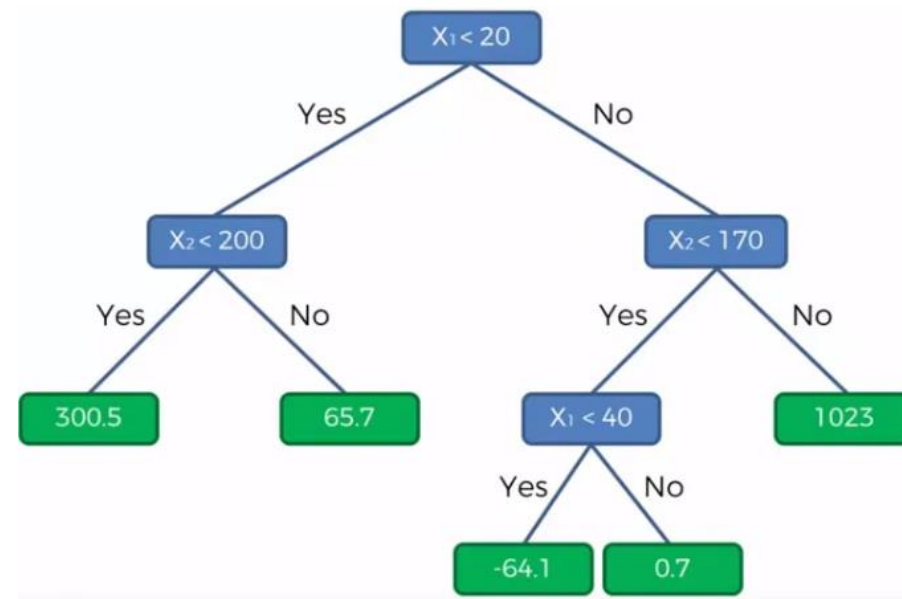 X₁ < 20
Yes
No
X₂ < 200
X₂ < 170
Yes
No
Yes
No
300.5
65.7
X₁ < 40
1023
Yes
No
-64.1
0.7